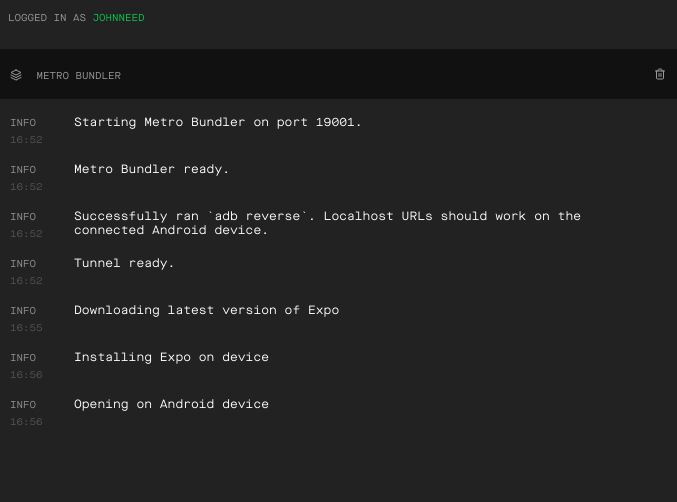 LOGGED IN AS JOHNNEED
METRO BUNDLER
INFO Starting Metro Bundler on port 19001.
16:52
INFO Metro Bundler ready.
16:52
INFO Successfully ran `adb reverse`. Localhost URLs should work on the
16:52 connected Android device.
INFO Tunnel ready.
16:52
INFO Downloading latest version of Expo
16:55
INFO Installing Expo on device
16:56
INFO Opening on Android device
16:56